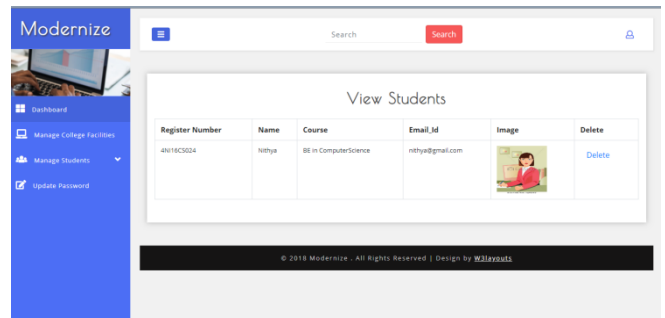 Modernize
Search Search
Dashboard
Manage College Facilities
Manage Students
Update Password
View Students
Register Number Name Course Email_Id Image Delete
4NI16CS024 Nithya BE in ComputerScience nithya@gmail.com Delete
© 2018 Modernize . All Rights Reserved | Design by W3layouts